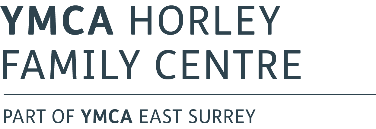 YMCA HORLEY
FAMILY CENTRE
PART OF YMCA EAST SURREY